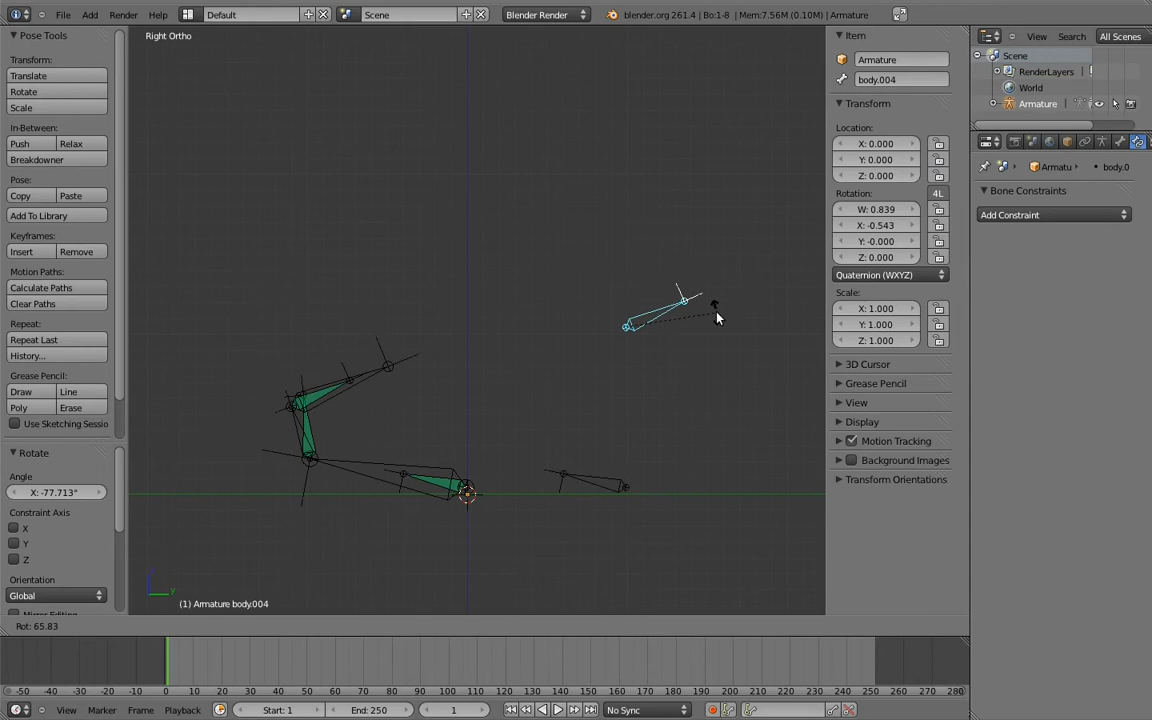 File Add Render Help Default Scene Blender Render blender.org 261.4 | Bo:1-8 | Mem:7.56M (0.10M) | Armature
Pose Tools
Transform:
Translate
Rotate
Scale
In-Between:
Push Relax
Breakdowner
Pose:
Copy Paste
Add To Library
Keyframes:
Insert Remove
Motion Paths:
Calculate Paths
Clear Paths
Repeat:
Repeat Last
History...
Grease Pencil:
Draw Line
Poly Erase
Use Sketching Sessio
Rotate
Angle
X: -77.713°
Constraint Axis
X
Y
Z
Orientation
Global
Right Ortho
y
(1) Armature body.004
Item
Armature
body.004
Transform
Location:
X: 0.000
Y: 0.000
Z: 0.000
Rotation:
4L
W: 0.839
X: -0.543
Y: -0.000
Z: 0.000
Quaternion (WXYZ)
Scale:
X: 1.000
Y: 1.000
Z: 1.000
3D Cursor
Grease Pencil
View
Display
Motion Tracking
Background Images
Transform Orientations
View Search All Scenes
Scene
RenderLayers
World
Armature
Armatu body.0
Bone Constraints
Add Constraint
Rot: 65.83
-50 -40 -30 -20 -10 0 10 20 30 40 50 60 70 80 90 100 110 120 130 140 150 160 170 180 190 200 210 220 230 240 250 260 270 280
View Marker Frame Playback Start: 1 End: 250 1 No Sync